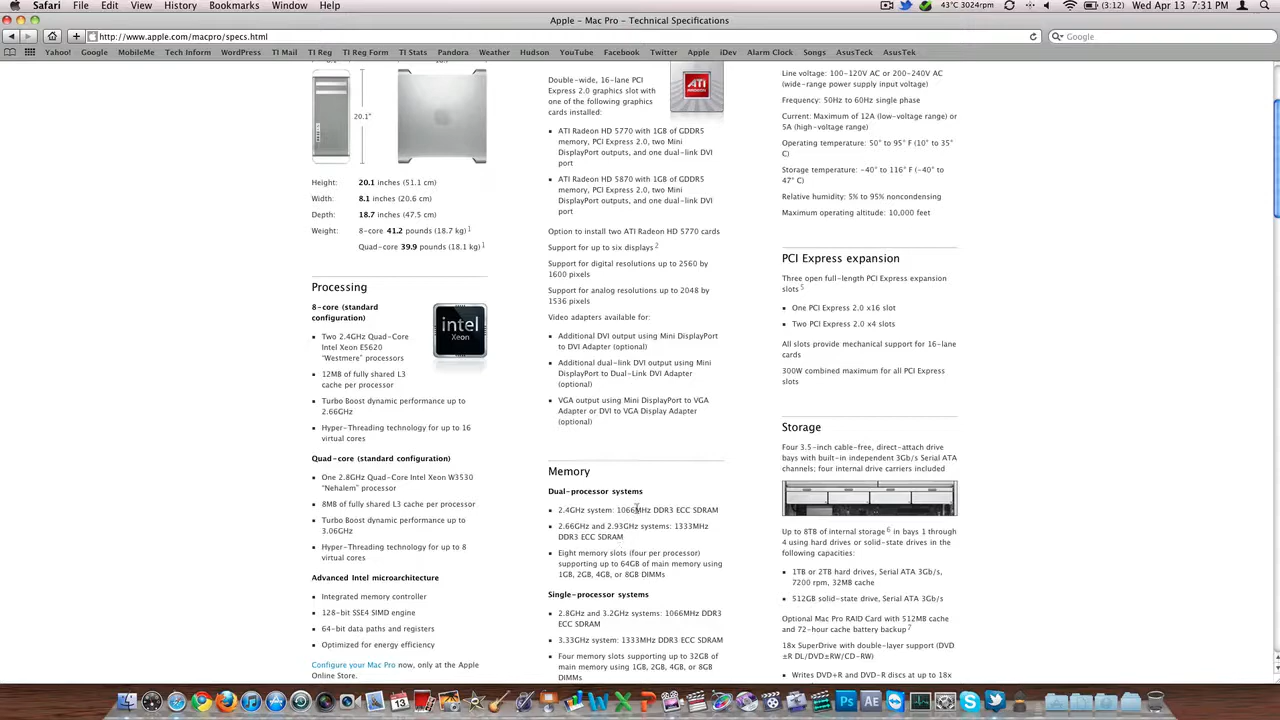 Safari File Edit View History Bookmarks Window Help
43°C 3024rpm (3:12) Wed Apr 13 7:31 PM
Apple - Mac Pro - Technical Specifications
http://www.apple.com/macpro/specs.html
Google
Yahoo! Google MobileMe Tech Inform WordPress TI Mail TI Reg TI Reg Form TI Stats Pandora Weather Hudson YouTube Facebook Twitter Apple iDev Alarm Clock Songs AsusTeck AsusTek
20.1"
Height: 20.1 inches (51.1 cm)
Width: 8.1 inches (20.6 cm)
Depth: 18.7 inches (47.5 cm)
Weight: 8-core 41.2 pounds (18.7 kg)1
Quad-core 39.9 pounds (18.1 kg)1
Processing
8-core (standard
configuration)
intel
Xeon
Two 2.4GHz Quad-Core
Intel Xeon E5620
"Westmere" processors
12MB of fully shared L3
cache per processor
Turbo Boost dynamic performance up to
2.66GHz
Hyper-Threading technology for up to 16
virtual cores
Quad-core (standard configuration)
One 2.8GHz Quad-Core Intel Xeon W3530
"Nehalem" processor
8MB of fully shared L3 cache per processor
Turbo Boost dynamic performance up to
3.06GHz
Hyper-Threading technology for up to 8
virtual cores
Advanced Intel microarchitecture
Integrated memory controller
128-bit SSE4 SIMD engine
64-bit data paths and registers
Optimized for energy efficiency
Configure your Mac Pro now, only at the Apple
Online Store.
Double-wide, 16-lane PCI
Express 2.0 graphics slot with
one of the following graphics
cards installed:
ATI
RADEON
ATI Radeon HD 5770 with 1GB of GDDR5
memory, PCI Express 2.0, two Mini
DisplayPort outputs, and one dual-link DVI
port
ATI Radeon HD 5870 with 1GB of GDDR5
memory, PCI Express 2.0, two Mini
DisplayPort outputs, and one dual-link DVI
port
Option to install two ATI Radeon HD 5770 cards
Support for up to six displays2
Support for digital resolutions up to 2560 by
1600 pixels
Support for analog resolutions up to 2048 by
1536 pixels
Video adapters available for:
Additional DVI output using Mini DisplayPort
to DVI Adapter (optional)
Additional dual-link DVI output using Mini
DisplayPort to Dual-Link DVI Adapter
(optional)
VGA output using Mini DisplayPort to VGA
Adapter or DVI to VGA Display Adapter
(optional)
Memory
Dual-processor systems
2.4GHz system: 1066MHz DDR3 ECC SDRAM
2.66GHz and 2.93GHz systems: 1333MHz
DDR3 ECC SDRAM
Eight memory slots (four per processor)
supporting up to 64GB of main memory using
1GB, 2GB, 4GB, or 8GB DIMMs
Single-processor systems
2.8GHz and 3.2GHz systems: 1066MHz DDR3
ECC SDRAM
3.33GHz system: 1333MHz DDR3 ECC SDRAM
Four memory slots supporting up to 32GB of
main memory using 1GB, 2GB, 4GB, or 8GB
DIMMs
Line voltage: 100-120V AC or 200-240V AC
(wide-range power supply input voltage)
Frequency: 50Hz to 60Hz single phase
Current: Maximum of 12A (low-voltage range) or
5A (high-voltage range)
Operating temperature: 50° to 95° F (10° to 35°
C)
Storage temperature: -40° to 116° F (-40° to
47° C)
Relative humidity: 5% to 95% noncondensing
Maximum operating altitude: 10,000 feet
PCI Express expansion
Three open full-length PCI Express expansion
slots5
One PCI Express 2.0 x16 slot
Two PCI Express 2.0 x4 slots
All slots provide mechanical support for 16-lane
cards
300W combined maximum for all PCI Express
slots
Storage
Four 3.5-inch cable-free, direct-attach drive
bays with built-in independent 3Gb/s Serial ATA
channels; four internal drive carriers included
Up to 8TB of internal storage6 in bays 1 through
4 using hard drives or solid-state drives in the
following capacities:
1TB or 2TB hard drives, Serial ATA 3Gb/s,
7200 rpm, 32MB cache
512GB solid-state drive, Serial ATA 3Gb/s
Optional Mac Pro RAID Card with 512MB cache
and 72-hour cache battery backup7
18x SuperDrive with double-layer support (DVD
±R DL/DVD±RW/CD-RW)
Writes DVD+R and DVD-R discs at up to 18x
Ps Ae